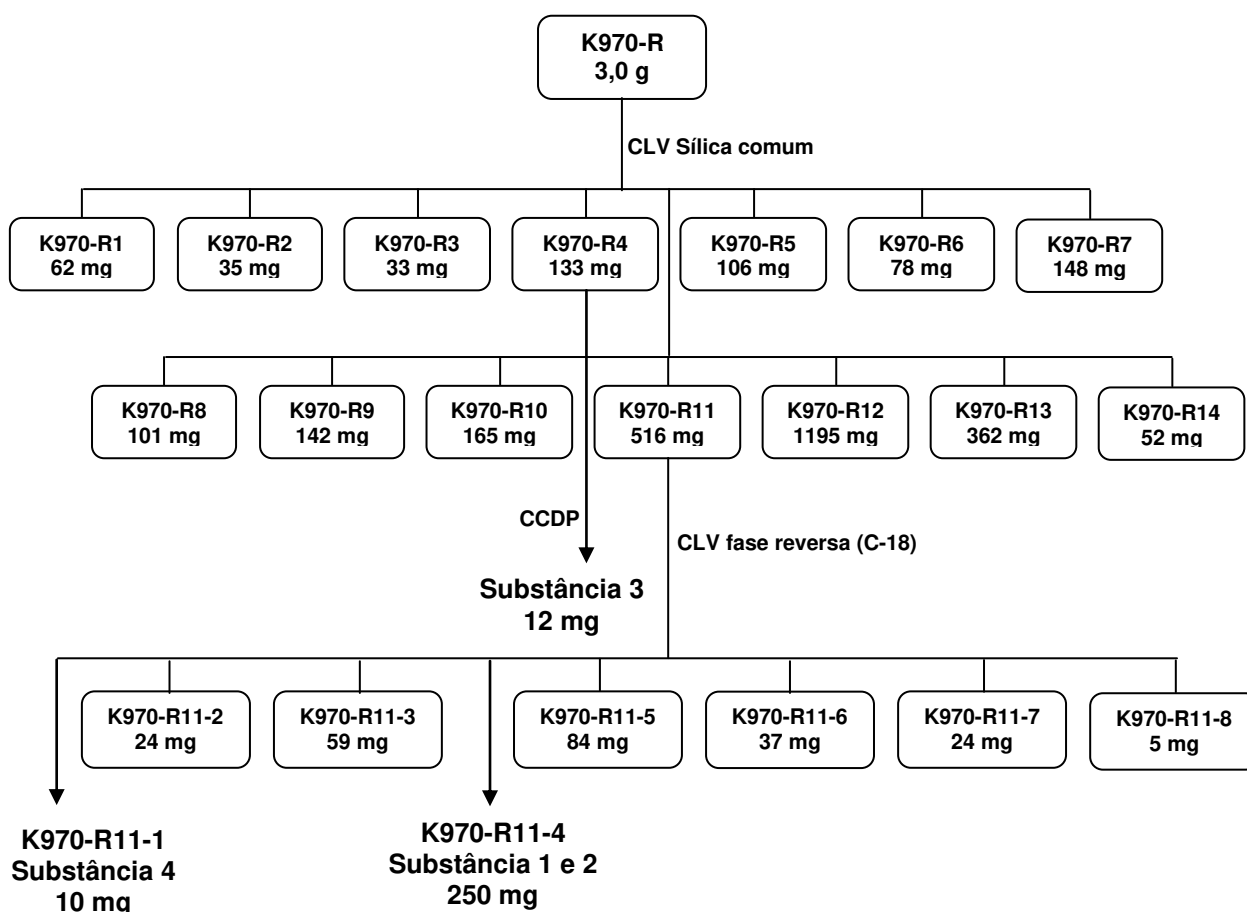 K970-R
3,0 g
CLV Sílica comum
K970-R1
62 mg
K970-R2
35 mg
K970-R3
33 mg
K970-R4
133 mg
K970-R5
106 mg
K970-R6
78 mg
K970-R7
148 mg
K970-R8
101 mg
K970-R9
142 mg
K970-R10
165 mg
K970-R11
516 mg
K970-R12
1195 mg
K970-R13
362 mg
K970-R14
52 mg
CCDP
CLV fase reversa (C-18)
Substância 3
12 mg
K970-R11-2
24 mg
K970-R11-3
59 mg
K970-R11-5
84 mg
K970-R11-6
37 mg
K970-R11-7
24 mg
K970-R11-8
5 mg
K970-R11-1
Substância 4
10 mg
K970-R11-4
Substância 1 e 2
250 mg